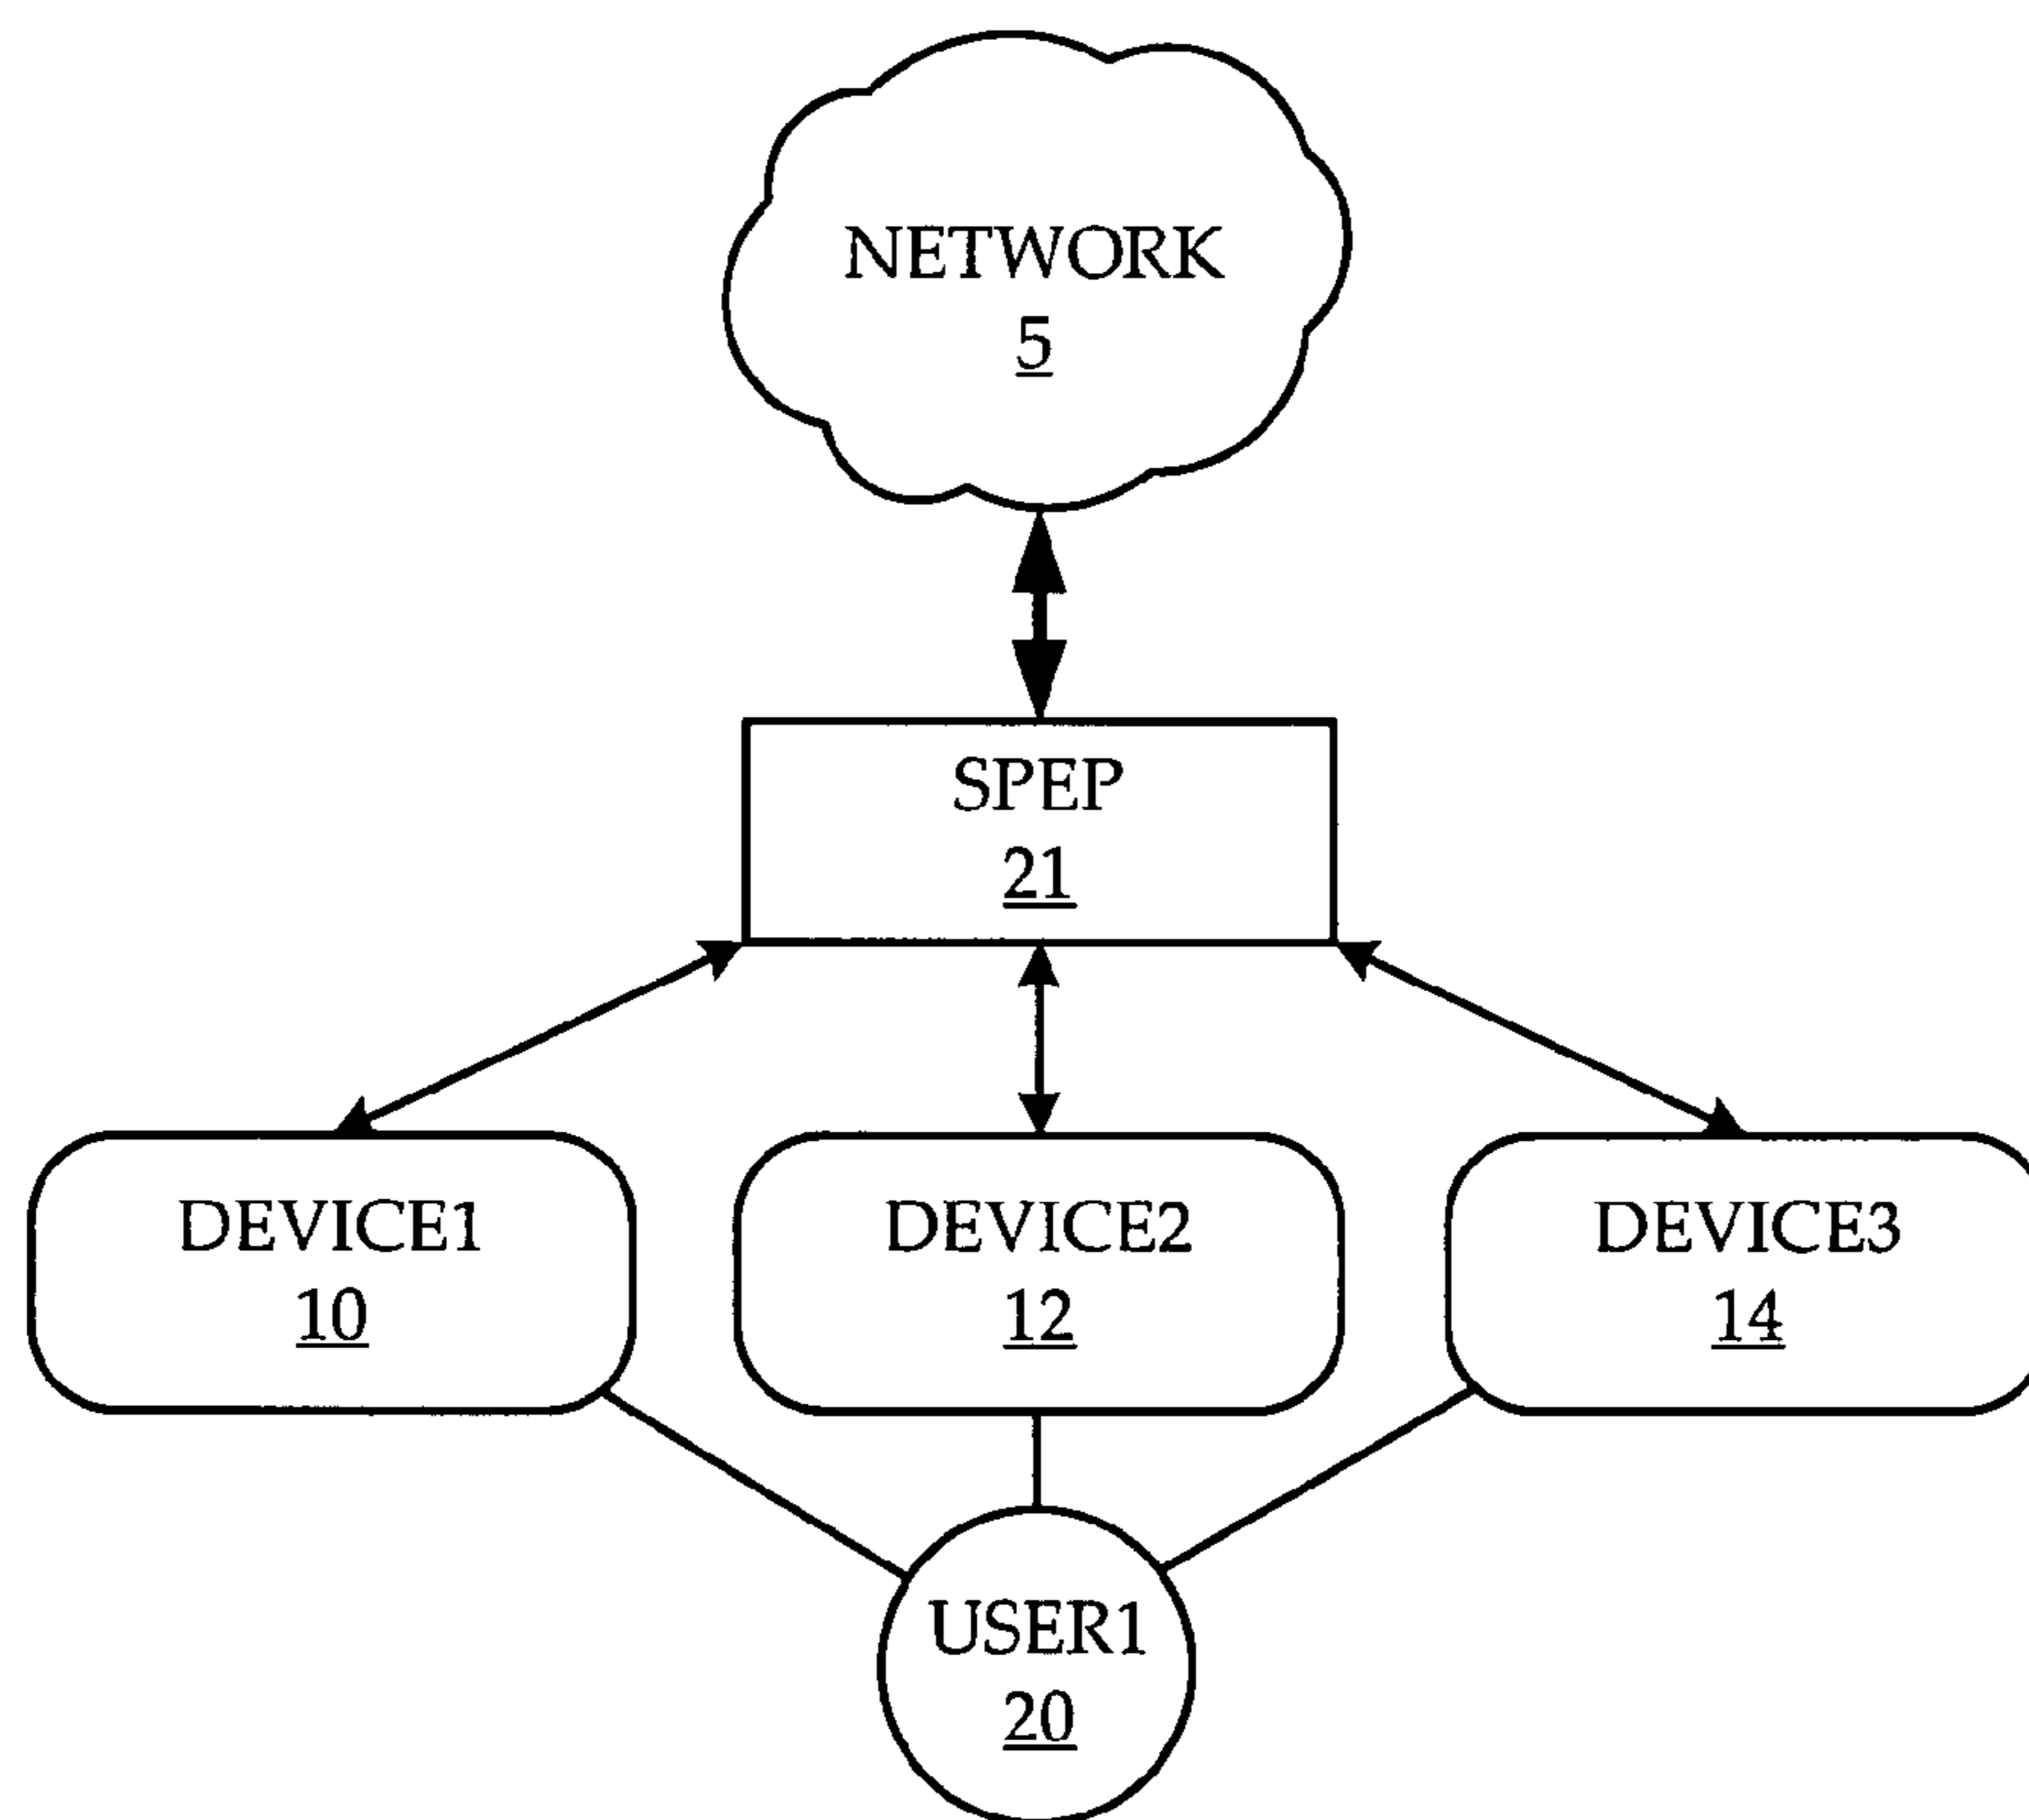 NETWORK
5
SPEP
21
DEVICE1
10
DEVICE2
12
DEVICE3
14
USER1
20